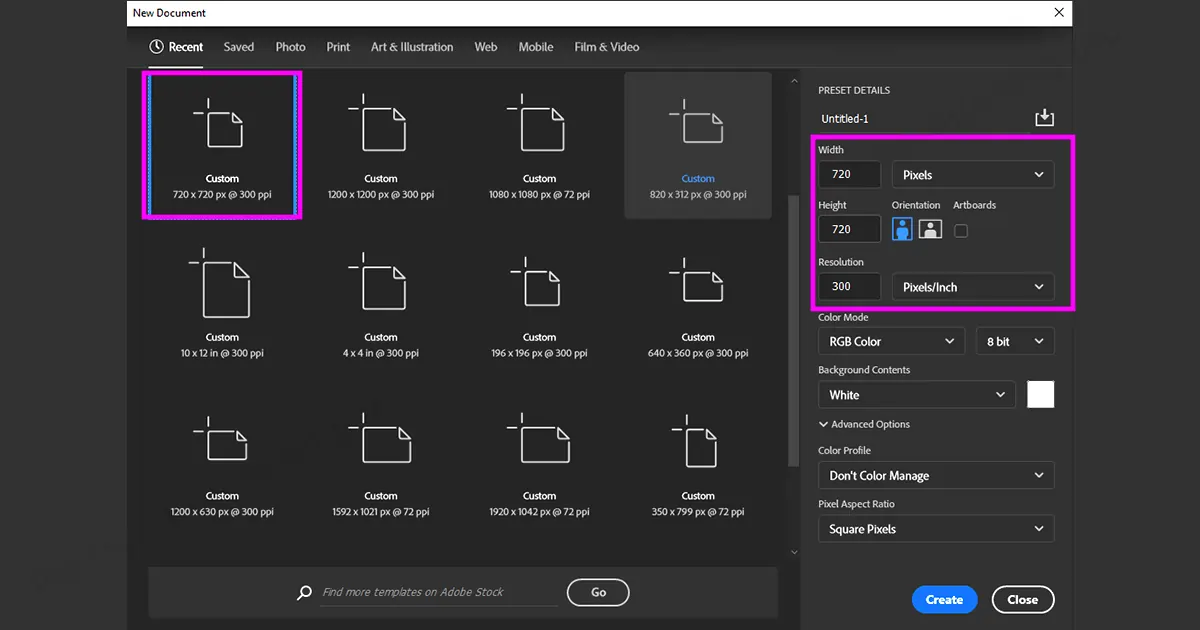 New Document
Recent Saved Photo Print Art & Illustration Web Mobile Film & Video
Custom
720 x 720 px @ 300 ppi
Custom
1200 x 1200 px @ 300 ppi
Custom
1080 x 1080 px @ 72 ppi
Custom
820 x 312 px @ 300 ppi
Custom
10 x 12 in @ 300 ppi
Custom
4 x 4 in @ 300 ppi
Custom
196 x 196 px @ 300 ppi
Custom
640 x 360 px @ 300 ppi
Custom
1200 x 630 px @ 300 ppi
Custom
1592 x 1021 px @ 72 ppi
Custom
1920 x 1042 px @ 72 ppi
Custom
350 x 799 px @ 72 ppi
Find more templates on Adobe Stock
Go
PRESET DETAILS
Untitled-1
Width
720 Pixels
Height Orientation Artboards
720
Resolution
300 Pixels/Inch
Color Mode
RGB Color 8 bit
Background Contents
White
Advanced Options
Color Profile
Don't Color Manage
Pixel Aspect Ratio
Square Pixels
Create Close